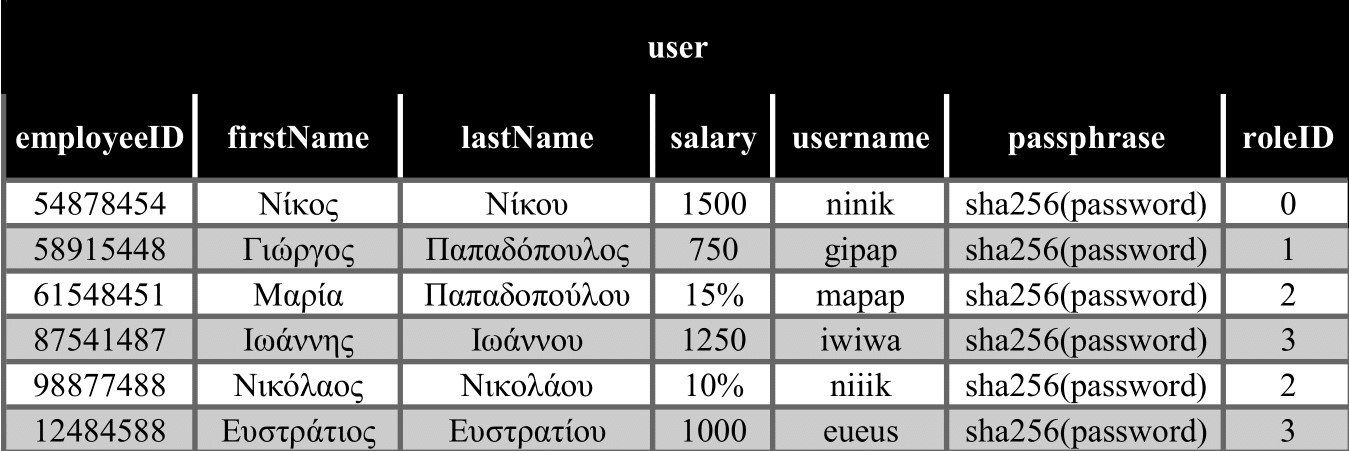 user
employeeID firstName lastName salary username passphrase roleID
54878454 Νίκος Νίκου 1500 ninik sha256(password) 0
58915448 Γιώργος Παπαδόπουλος 750 gipap sha256(password) 1
61548451 Μαρία Παπαδοπούλου 15% mapap sha256(password) 2
87541487 Ιωάννης Ιωάννου 1250 iwiwa sha256(password) 3
98877488 Νικόλαος Νικολάου 10% niiik sha256(password) 2
12484588 Ευστράτιος Ευστρατίου 1000 eueus sha256(password) 3